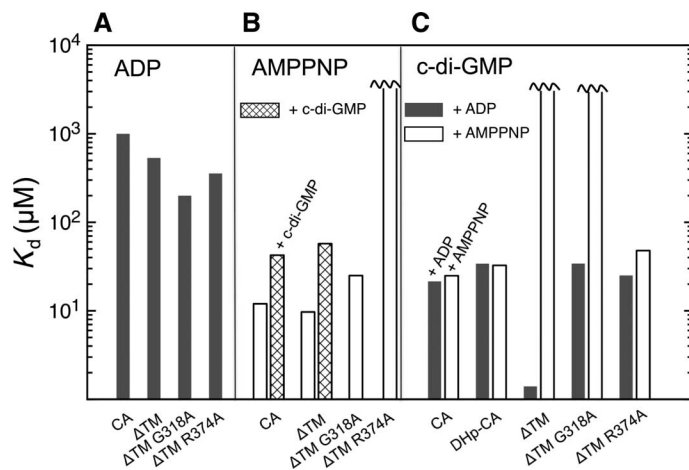 A
B
C
ADP
AMPPNP
c-di-GMP
+ c-di-GMP
+ ADP
+ AMPPNP
10⁴
10³
10²
10¹
K_d (µM)
+ c-di-GMP
+ ADP
+ AMPPNP
CA
ΔTM
ΔTM G318A
ΔTM R374A
CA
ΔTM
ΔTM G318A
ΔTM R374A
CA
DHp-CA
ΔTM
ΔTM G318A
ΔTM R374A